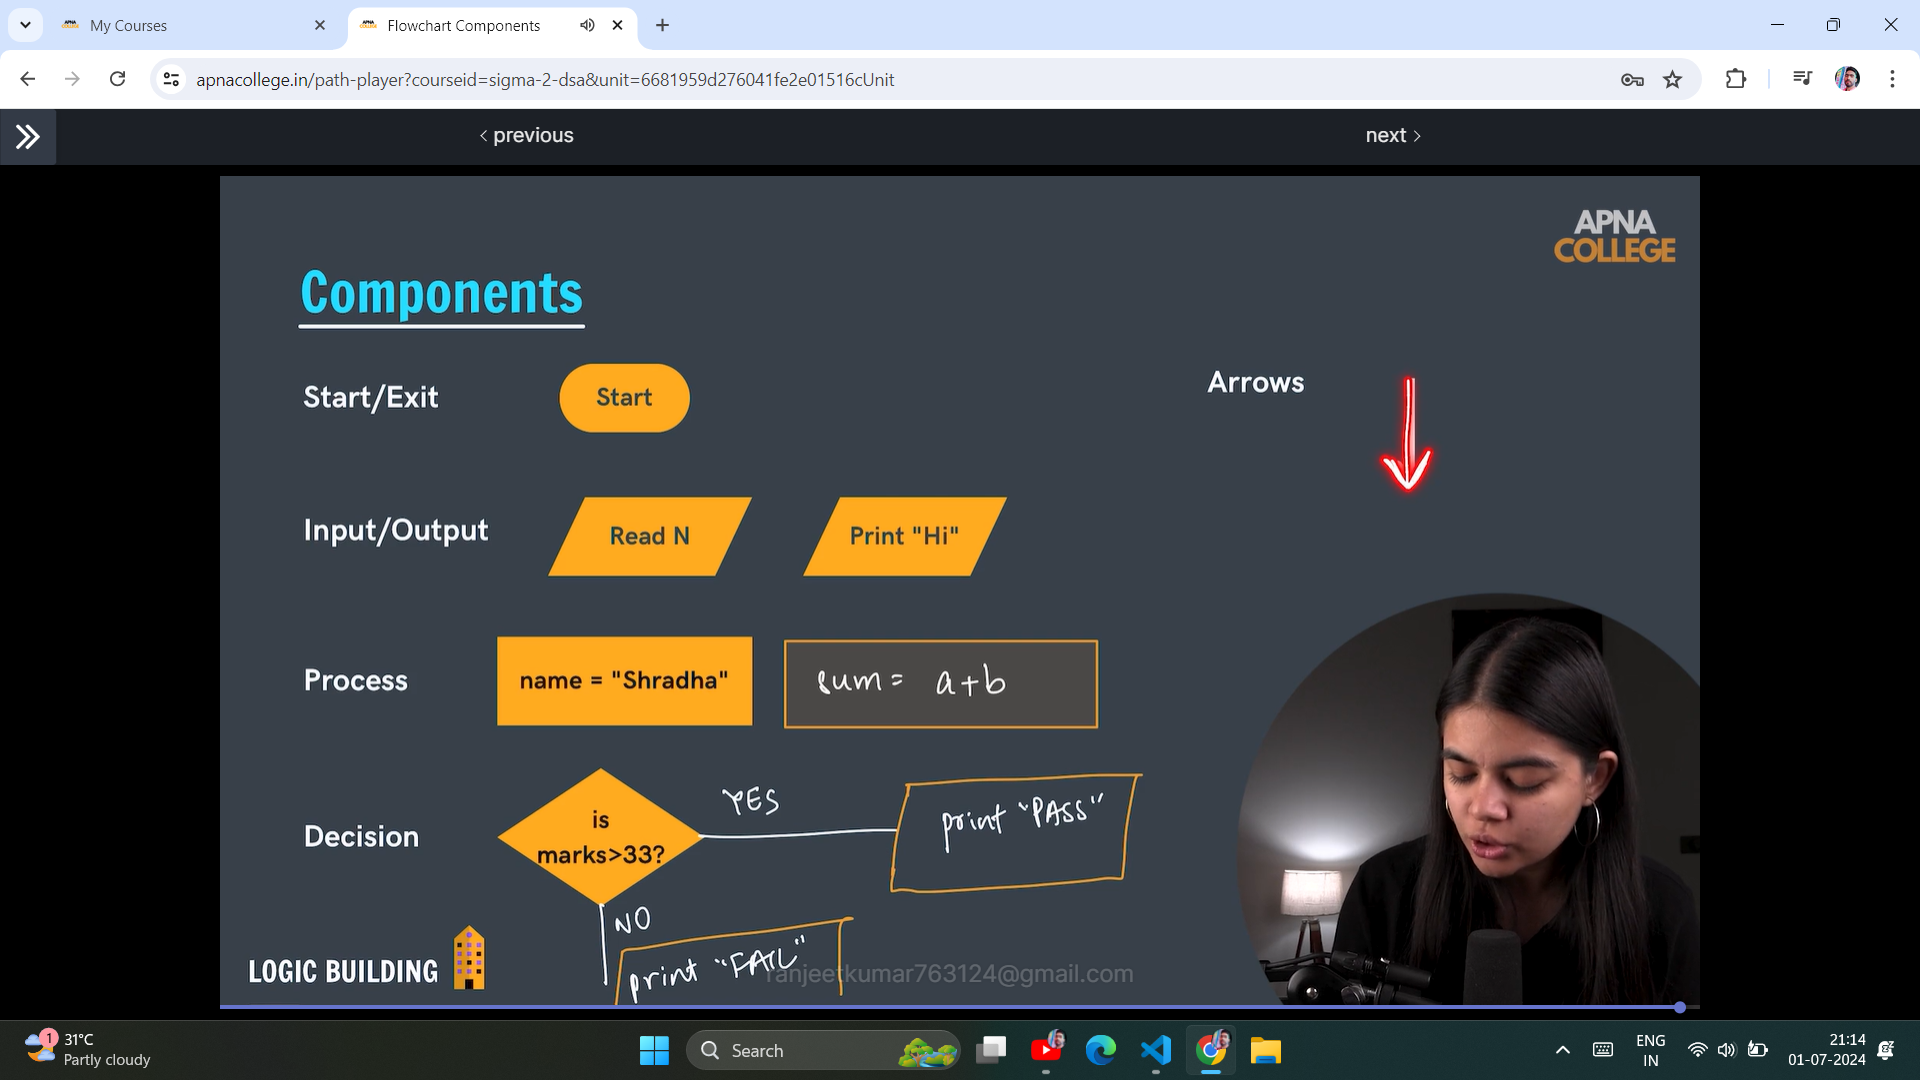 My Courses
Flowchart Components
apnacollege.in/path-player?courseid=sigma-2-dsa&unit=6681959d276041fe2e01516cUnit
previous
next
APNA
COLLEGE
Components
Start/Exit
Start
Arrows
Input/Output
Read N
Print "Hi"
Process
name = "Shradha"
sum = a+b
Decision
is
marks>33?
YES
print "PASS"
NO
print "FAIL"
LOGIC BUILDING
ranjeetkumar763124@gmail.com
1
31°C
Partly cloudy
Search
ENG
IN
21:14
01-07-2024